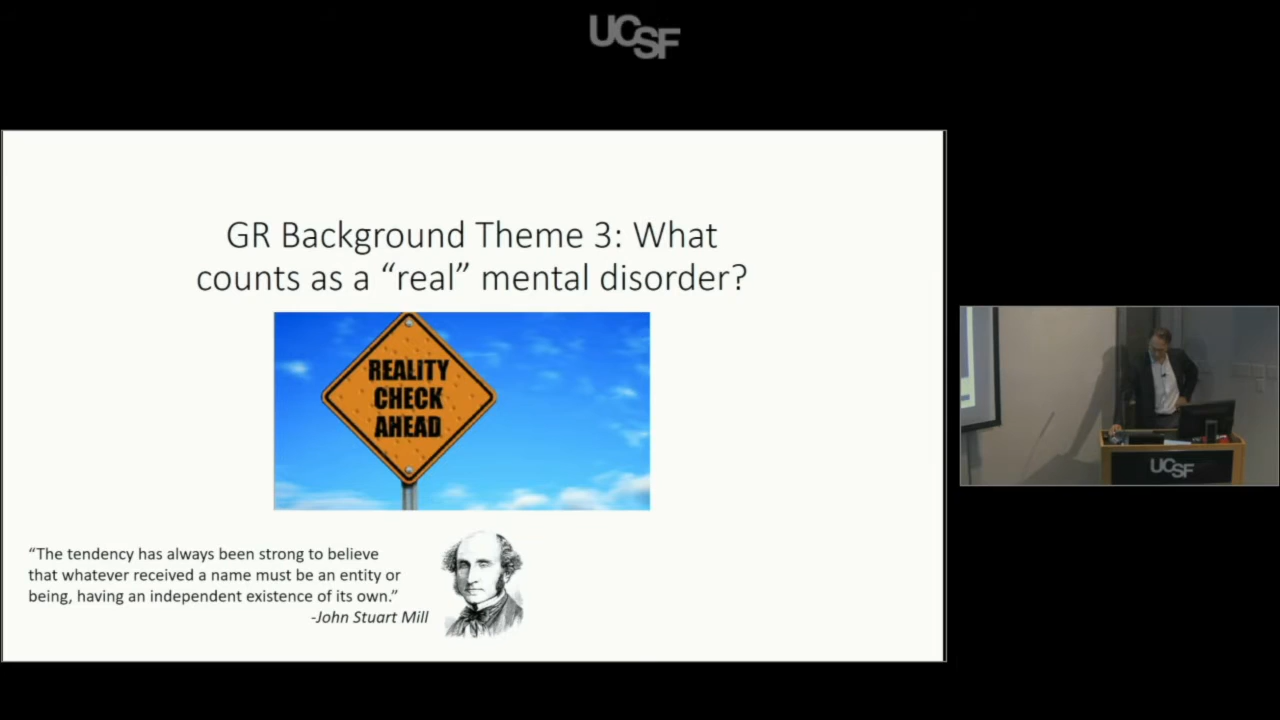 UCSF
GR Background Theme 3: What
counts as a “real” mental disorder?
REALITY
CHECK
AHEAD
“The tendency has always been strong to believe
that whatever received a name must be an entity or
being, having an independent existence of its own.”
-John Stuart Mill
UCSF